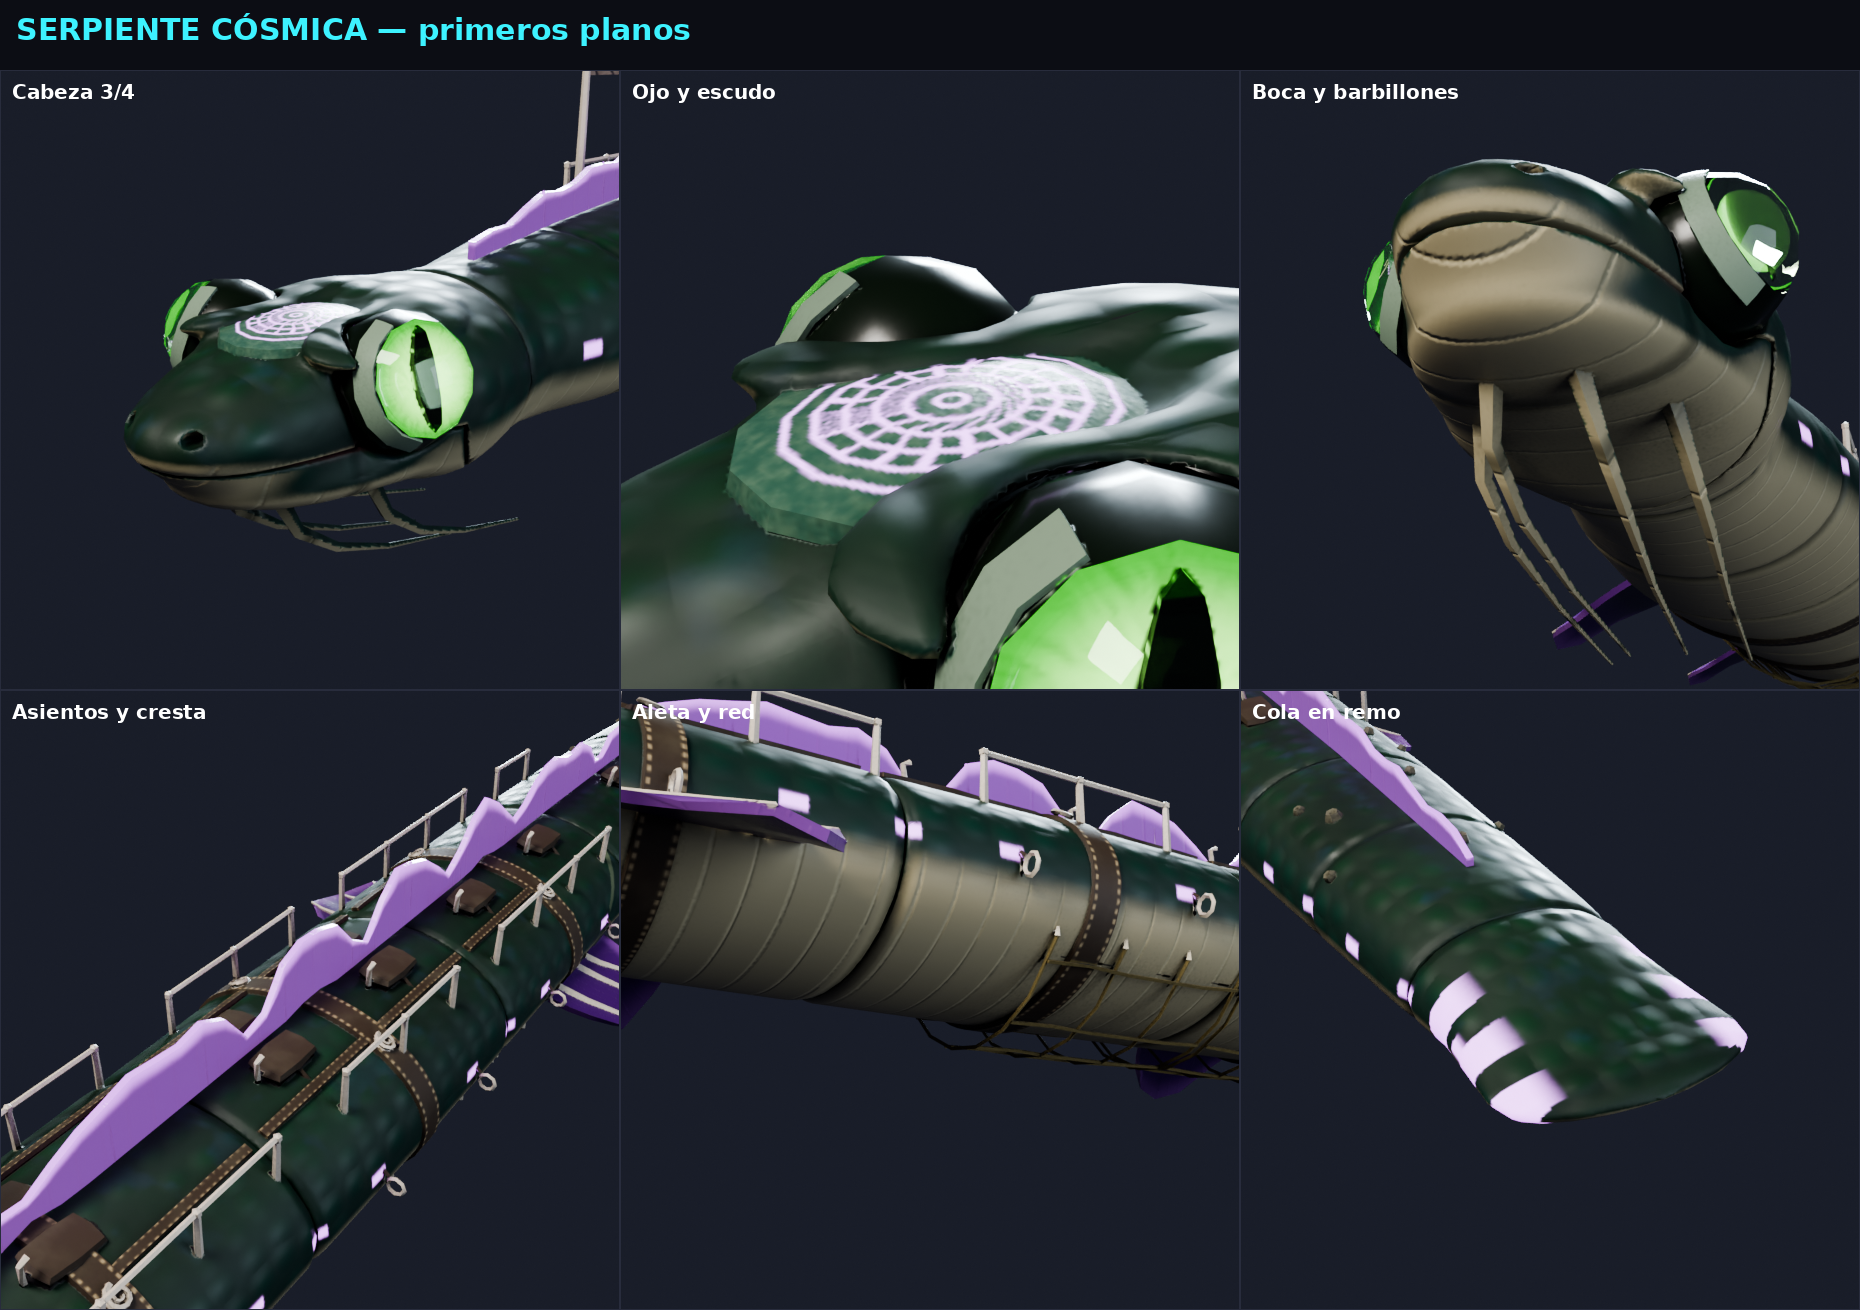 SERPIENTE CÓSMICA — primeros planos
Cabeza 3/4
Ojo y escudo
Boca y barbillones
Asientos y cresta
Aleta y red
Cola en remo